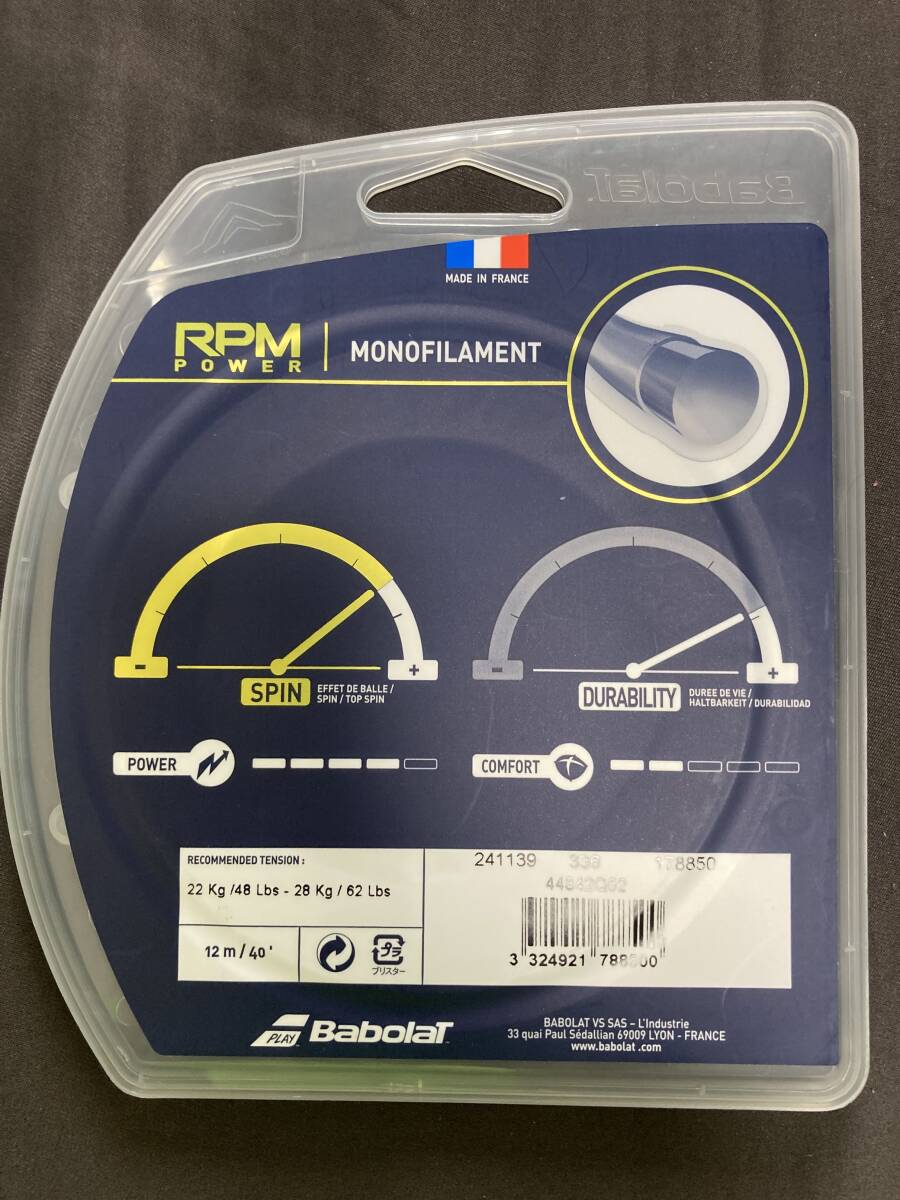 BaboLaT
MADE IN FRANCE
RPM
POWER
MONOFILAMENT
-
+
SPIN
EFFET DE BALLE /
SPIN / TOP SPIN
-
+
DURABILITY
DUREE DE VIE /
HALTBARKEIT / DURABILIDAD
POWER
COMFORT
RECOMMENDED TENSION :
22 Kg /48 Lbs - 28 Kg / 62 Lbs
12 m / 40'
プラ
ブリスター
241139
3 324921
PLAY BaboLaT
BABOLAT VS SAS – L'Industrie
33 quai Paul Sédallian 69009 LYON - FRANCE
www.babolat .com